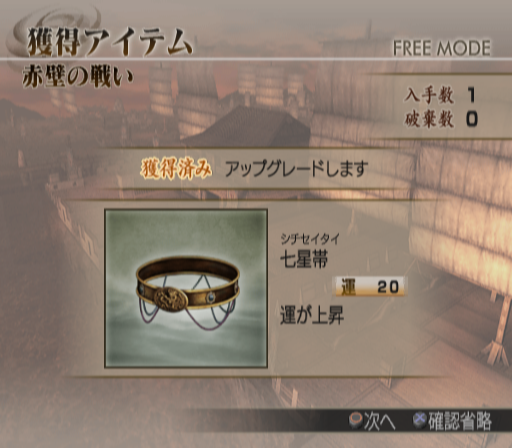 獲得アイテム
FREE MODE
赤壁の戦い
入手数 1
破棄数 0
獲得済み アップグレードします
シチセイタイ
七星帯
運 20
運が上昇
次へ 確認省略